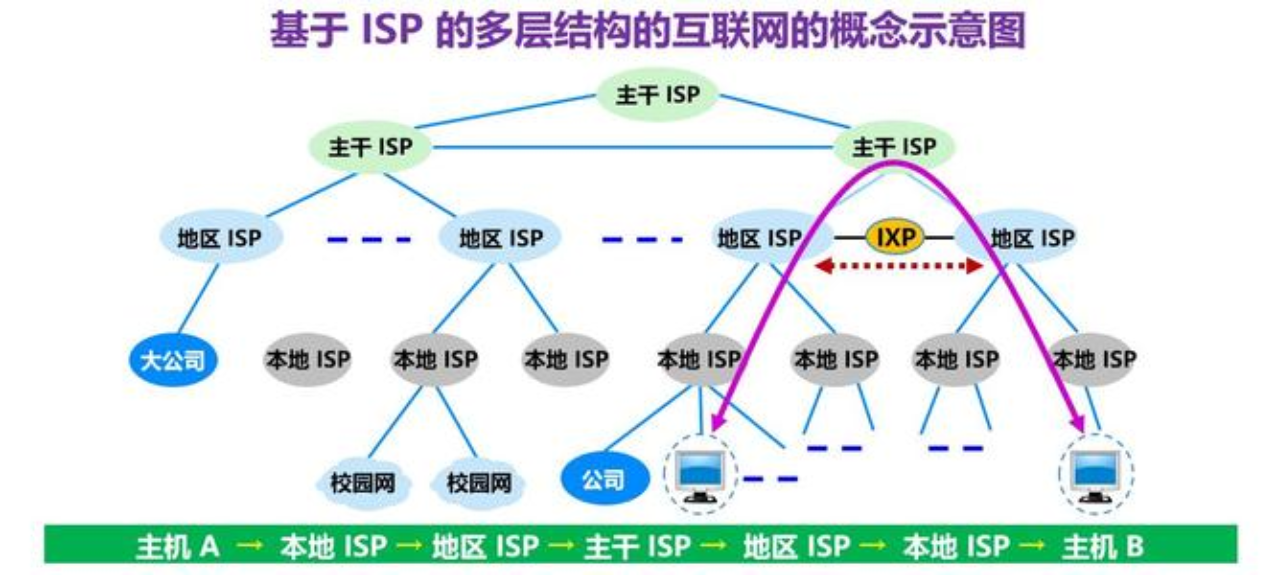 基于 ISP 的多层结构的互联网的概念示意图
主干 ISP
主干 ISP
主干 ISP
地区 ISP
地区 ISP
地区 ISP
IXP
地区 ISP
大公司
本地 ISP
本地 ISP
本地 ISP
本地 ISP
本地 ISP
本地 ISP
本地 ISP
校园网
校园网
公司
主机 A → 本地 ISP → 地区 ISP → 主干 ISP → 地区 ISP → 本地 ISP → 主机 B